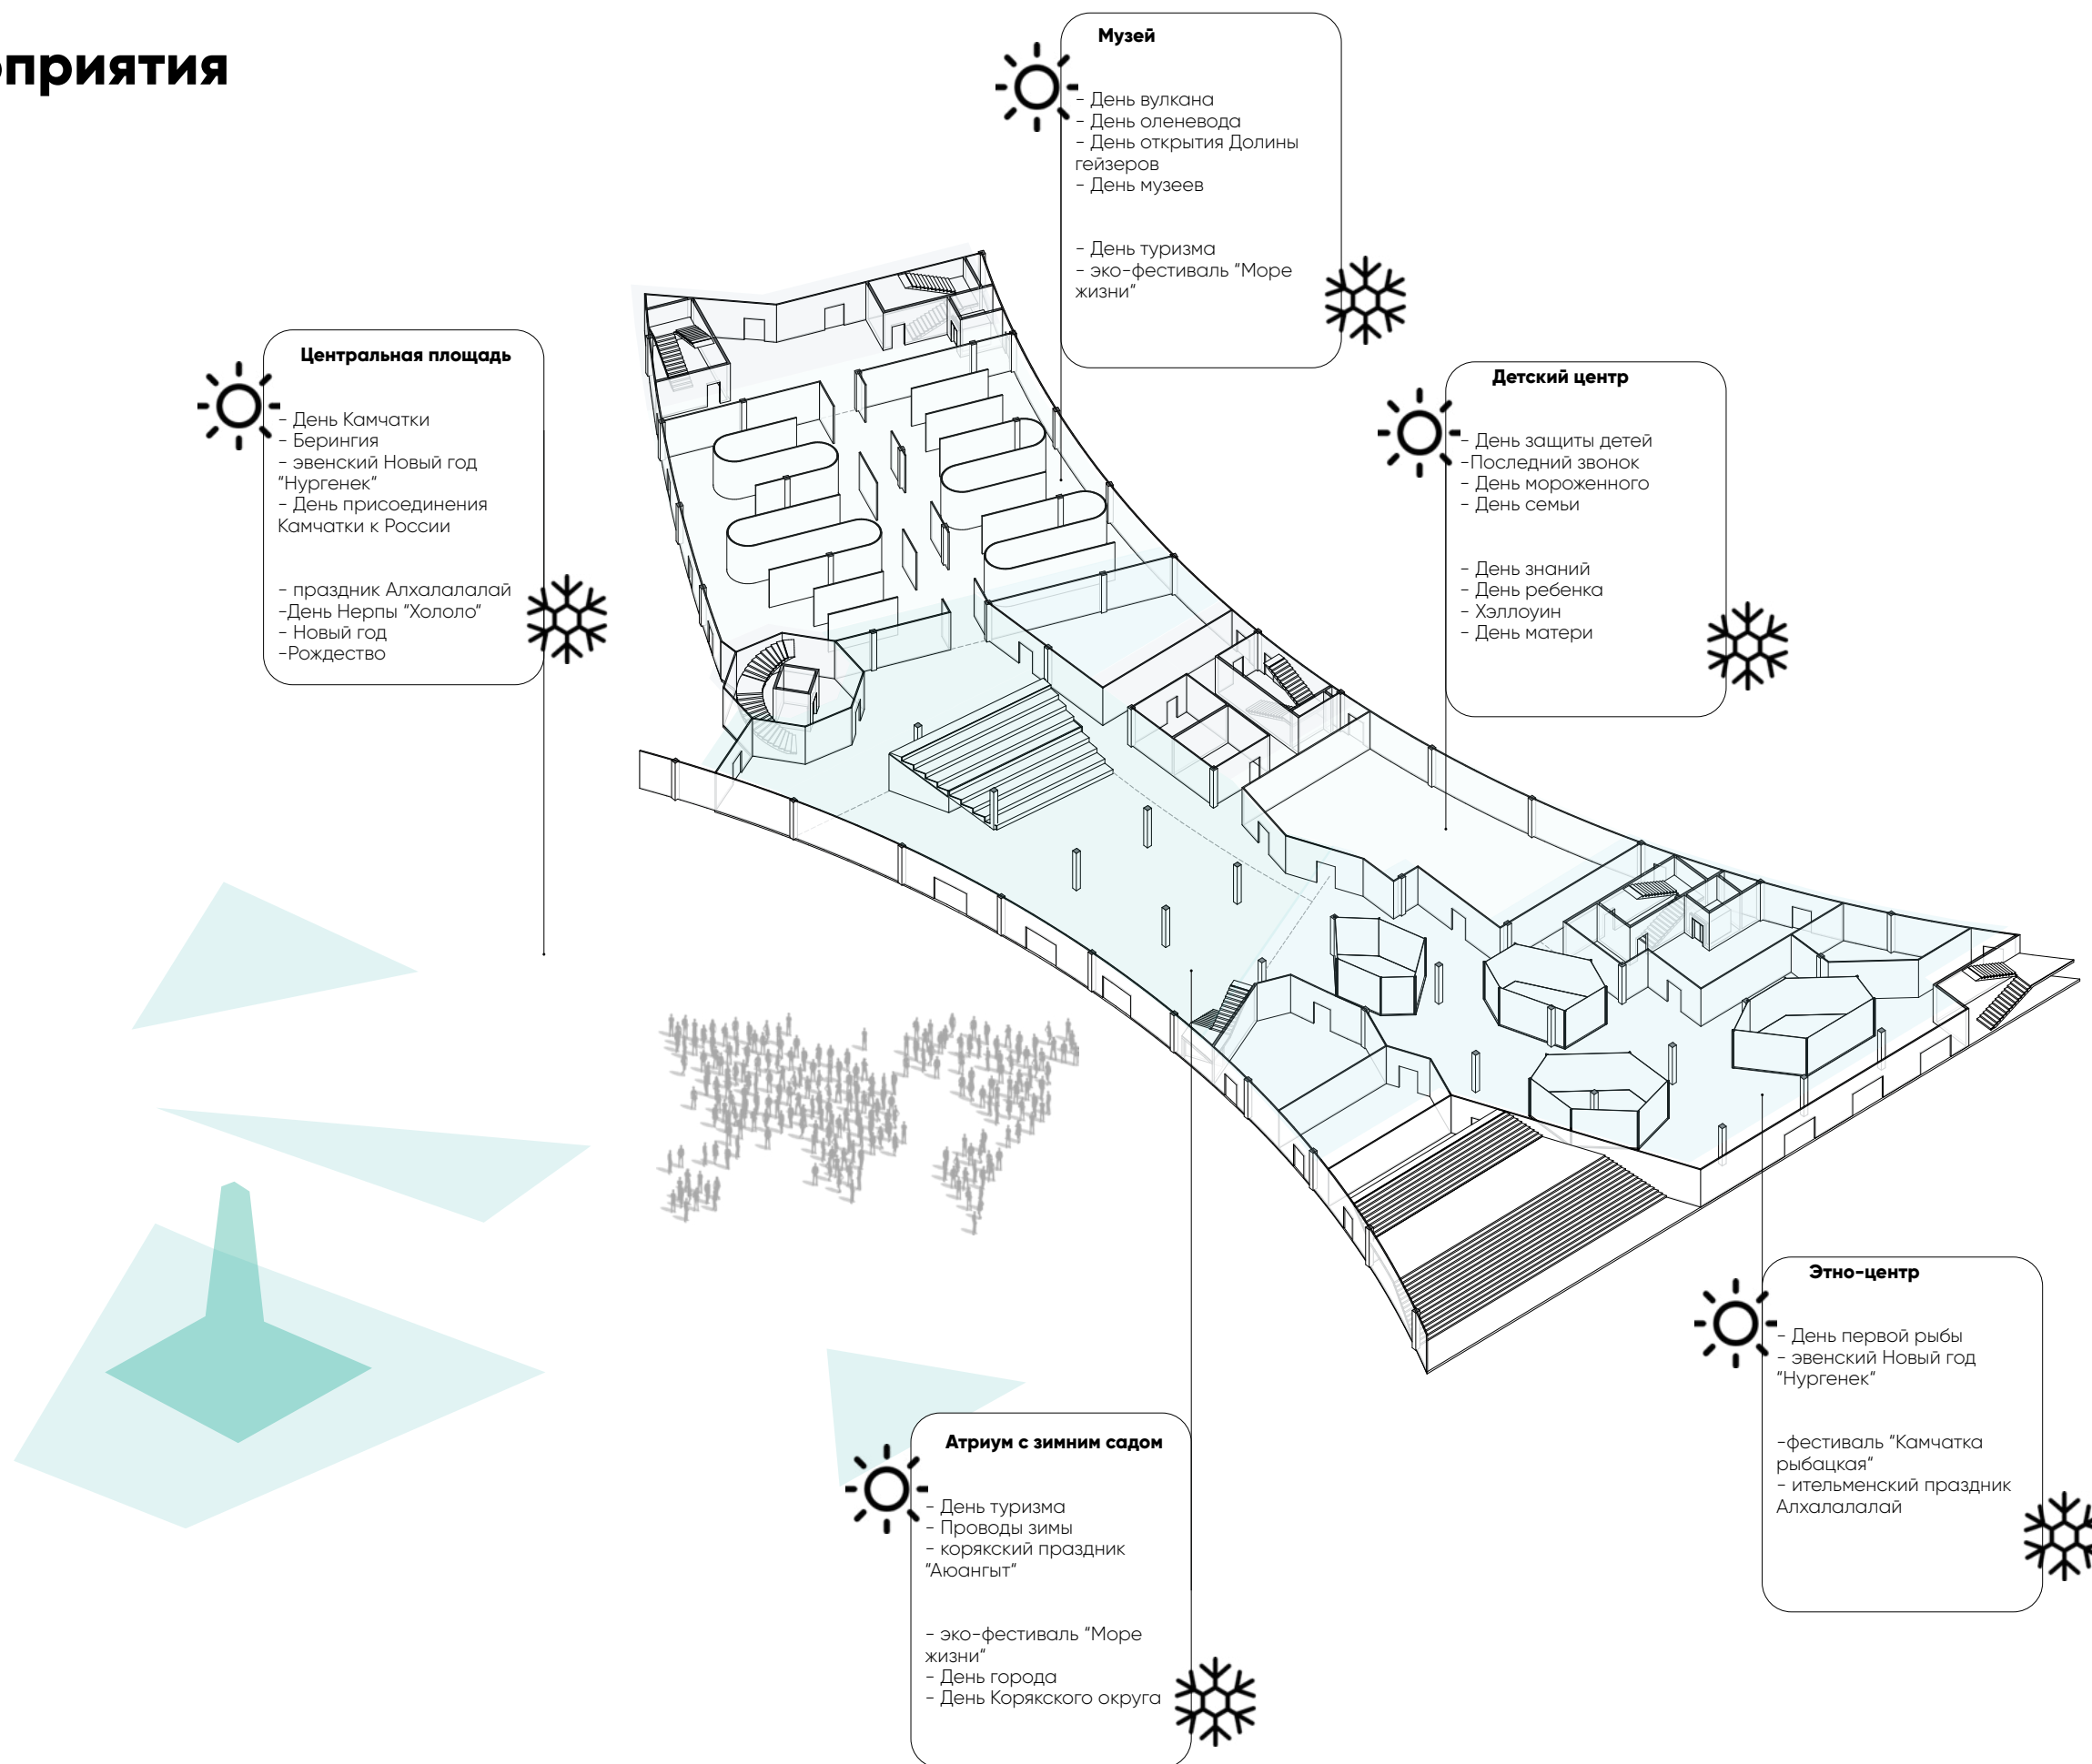 оприятия
Музей
- День вулкана
- День оленевода
- День открытия Долины
гейзеров
- День музеев
- День туризма
- эко-фестиваль "Море
жизни"
Центральная площадь
- День Камчатки
- Берингия
- эвенский Новый год
"Нургенек"
- День присоединения
Камчатки к России
- праздник Алхалалалай
-День Нерпы "Хололо"
- Новый год
-Рождество
Детский центр
- День защиты детей
-Последний звонок
- День мороженного
- День семьи
- День знаний
- День ребенка
- Хэллоуин
- День матери
Этно-центр
- День первой рыбы
- эвенский Новый год
"Нургенек"
-фестиваль "Камчатка
рыбацкая"
- ительменский праздник
Алхалалалай
Атриум с зимним садом
- День туризма
- Проводы зимы
- корякский праздник
"Аюангыт"
- эко-фестиваль "Море
жизни"
- День города
- День Корякского округа